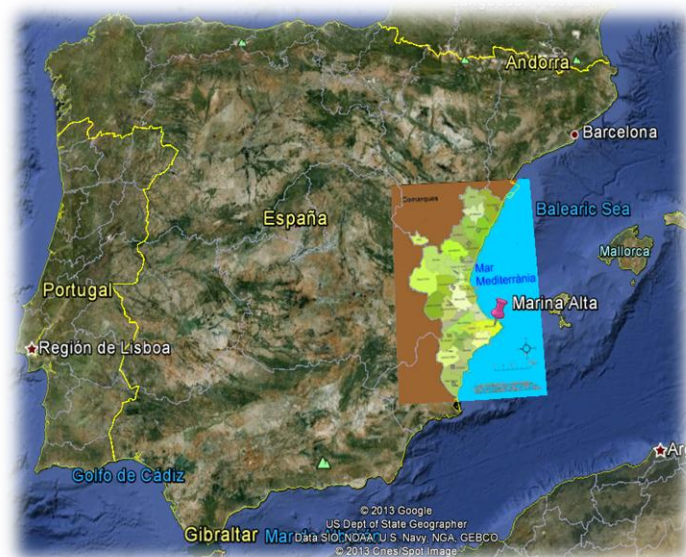 Andorra
Barcelona
Comarques
España
Balearic Sea
Mallorca
Mar
Mediterrània
Portugal
Marina Alta
Región de Lisboa
Golfo de Cádiz
© 2013 Google
US Dept of State Geographer
Gibraltar
Data SIO, NOAA, U.S. Navy, NGA, GEBCO
© 2013 Cnes/Spot Image